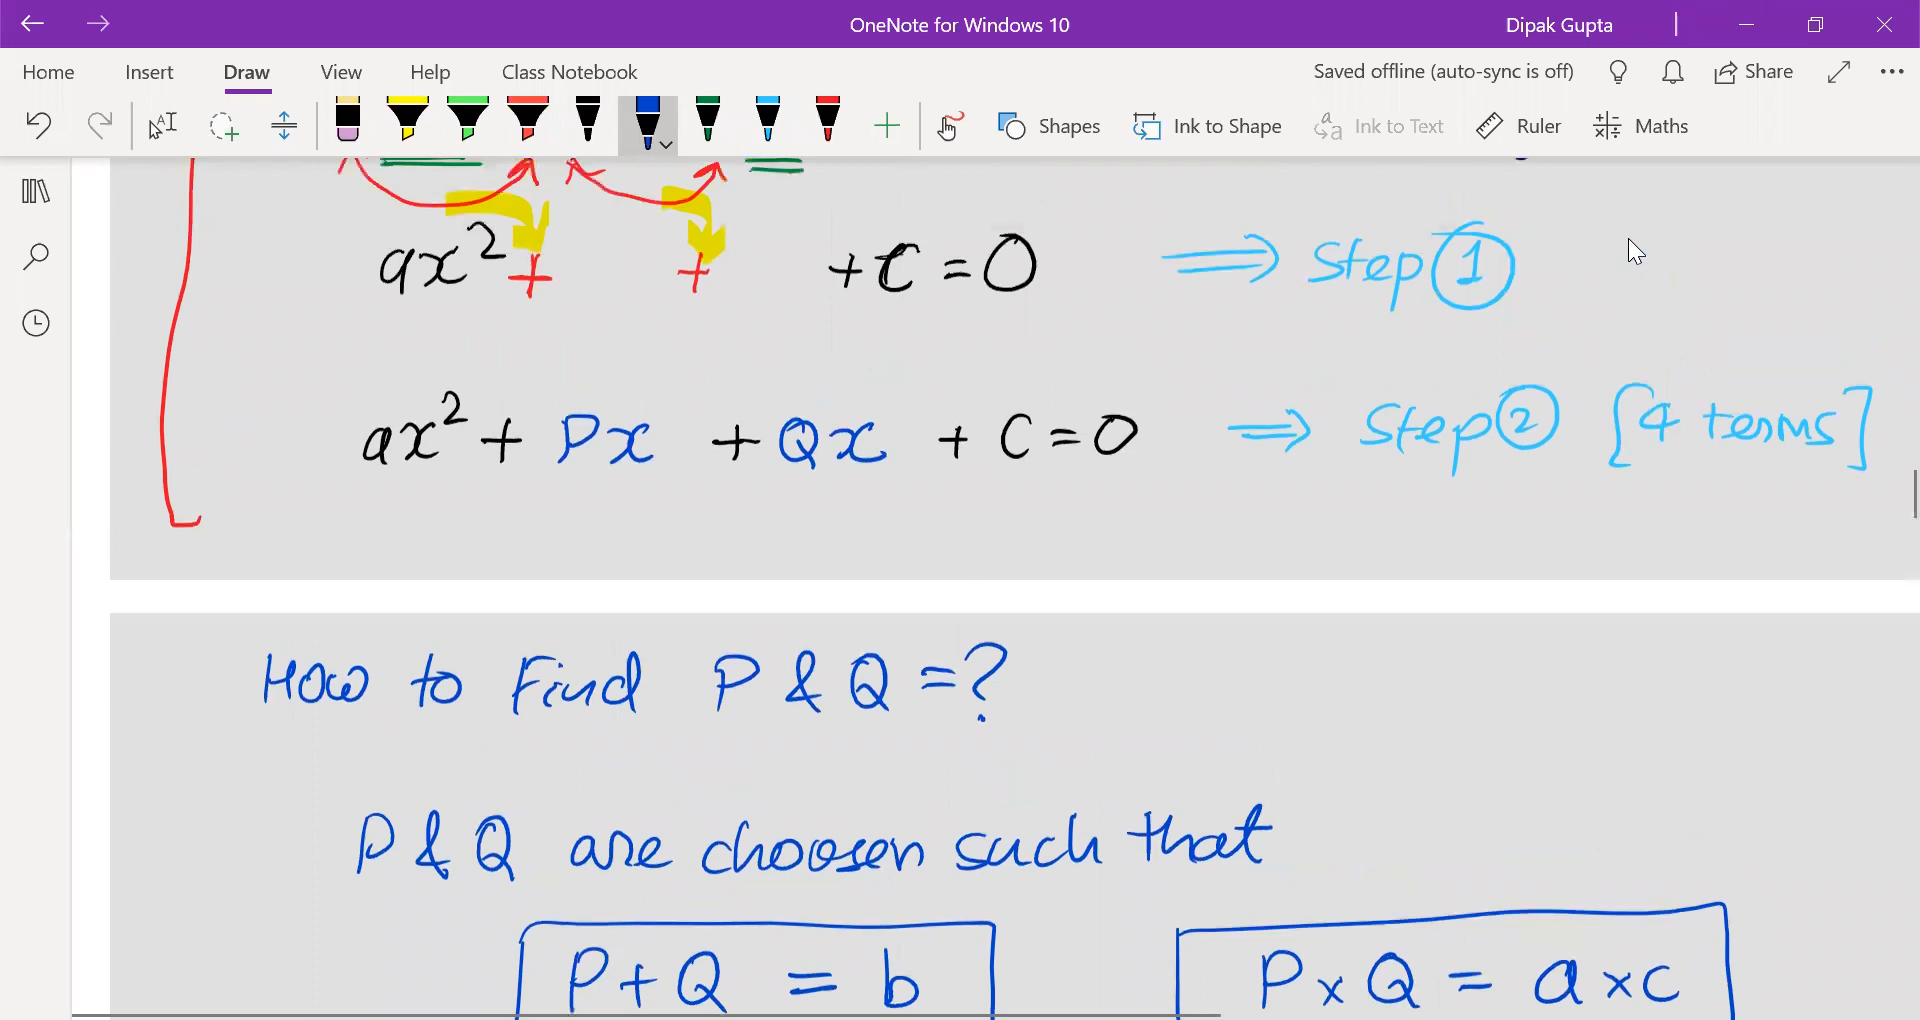 OneNote for Windows 10 Dipak Gupta
Home Insert Draw View Help Class Notebook Saved offline (auto-sync is off) Share
Shapes Ink to Shape Ink to Text Ruler Maths
ax² + + + C = 0 ⟹ Step ①
ax² + Px + Qx + C = 0 ⟹ Step ② [4 terms]
How to Find P & Q = ?
P & Q are choosen such that
P + Q = b P × Q = a × c